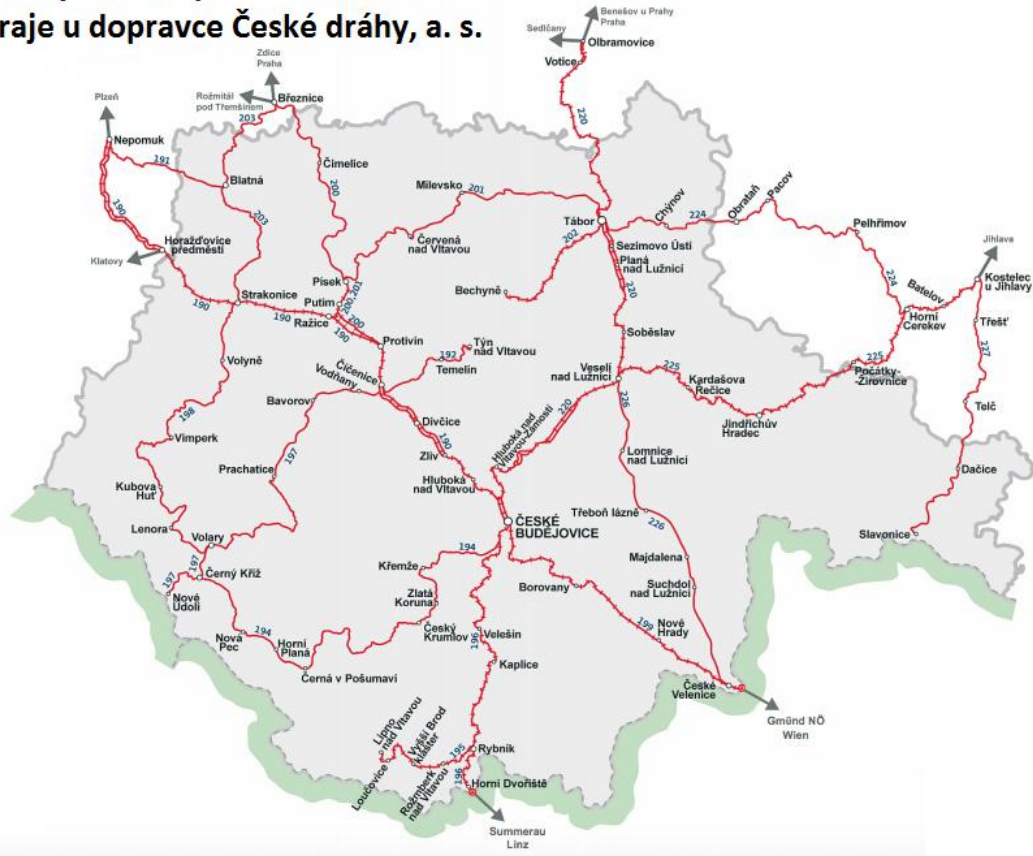 raje u dopravce České dráhy, a. s.
Benešov u Prahy
Praha
Sedlčany
Olbramovice
Votice
220
Zdice
Praha
Rožmitál
pod Třemšínem
Březnice
203
Plzeň
Nepomuk
191
Blatná
Čimelice
200
203
190
Milevsko
201
Tábor
Chýnov
224
Obrataň
Pacov
Pelhřimov
Horažďovice
předměstí
Klatovy
Červená
nad Vltavou
202
Sezimovo Ústí
Planá
nad Lužnicí
220
Jihlava
Kostelec
u Jihlavy
224
Batelov
Horní
Cerekev
Třešť
227
Bechyně
Písek
Putim
200,201
Strakonice
190
190
Ražice
200
190
Protivín
Soběslav
Týn
nad Vltavou
192
Temelín
Volyně
Čičenice
Vodňany
Veselí
nad Lužnicí
225
Kardašova
Řečice
225
Počátky-
Žirovnice
198
Bavorov
Dívčice
190
220
226
Jindřichův
Hradec
Telč
Vimperk
Zliv
Hluboká nad
Vltavou-Zámostí
Lomnice
nad Lužnicí
Prachatice
197
Hluboká
nad Vltavou
Dačice
Kubova
Huť
Lenora
Volary
ČESKÉ
BUDĚJOVICE
Třeboň lázně
226
Slavonice
197
Černý Kříž
194
Křemže
Majdalena
197
Nové
Údolí
Zlatá
Koruna
Borovany
Suchdol
nad Lužnicí
Nová
Pec
194
Horní
Planá
Český
Krumlov
196
Velešín
199
Nové
Hrady
Černá v Pošumaví
Kaplice
České
Velenice
Gmünd NÖ
Wien
Lipno
nad Vltavou
Vyšší Brod
klášter
195
Rybník
Loučovice
Rožmberk
nad Vltavou
196
Horní Dvořiště
Summerau
Linz